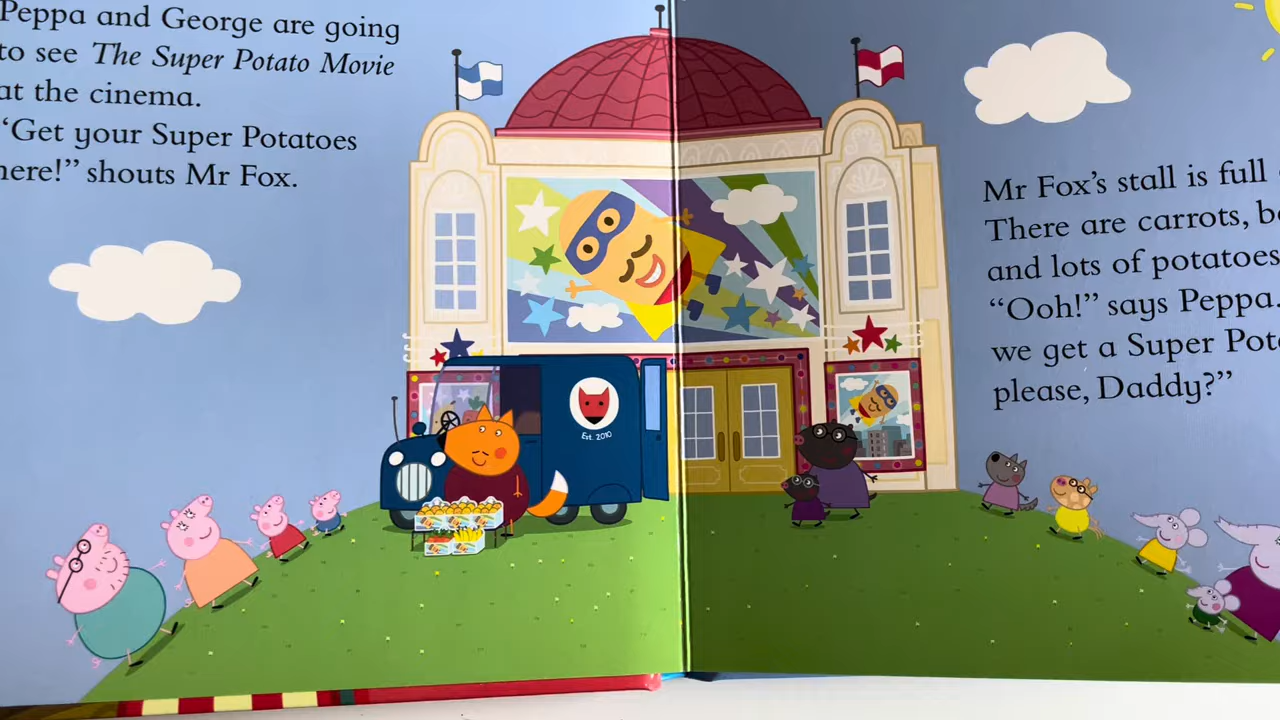 Peppa and George are going
to see The Super Potato Movie
at the cinema.
“Get your Super Potatoes
here!” shouts Mr Fox.
Est. 2010
Mr Fox’s stall is full
There are carrots,
and lots of potatoes
“Ooh!” says Peppa.
we get a Super
please, Daddy?”